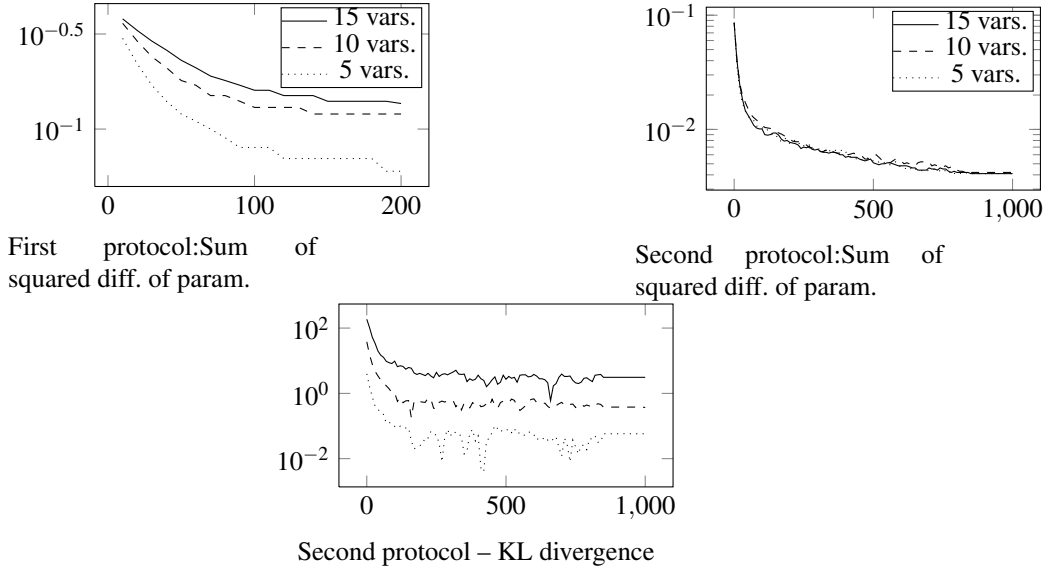 10^−0.5
10^−1
15 vars.
10 vars.
5 vars.
0 100 200
First protocol:Sum of
squared diff. of param.
10^−1
10^−2
15 vars.
10 vars.
5 vars.
0 500 1,000
Second protocol:Sum of
squared diff. of param.
10^2
10^0
10^−2
0 500 1,000
Second protocol – KL divergence